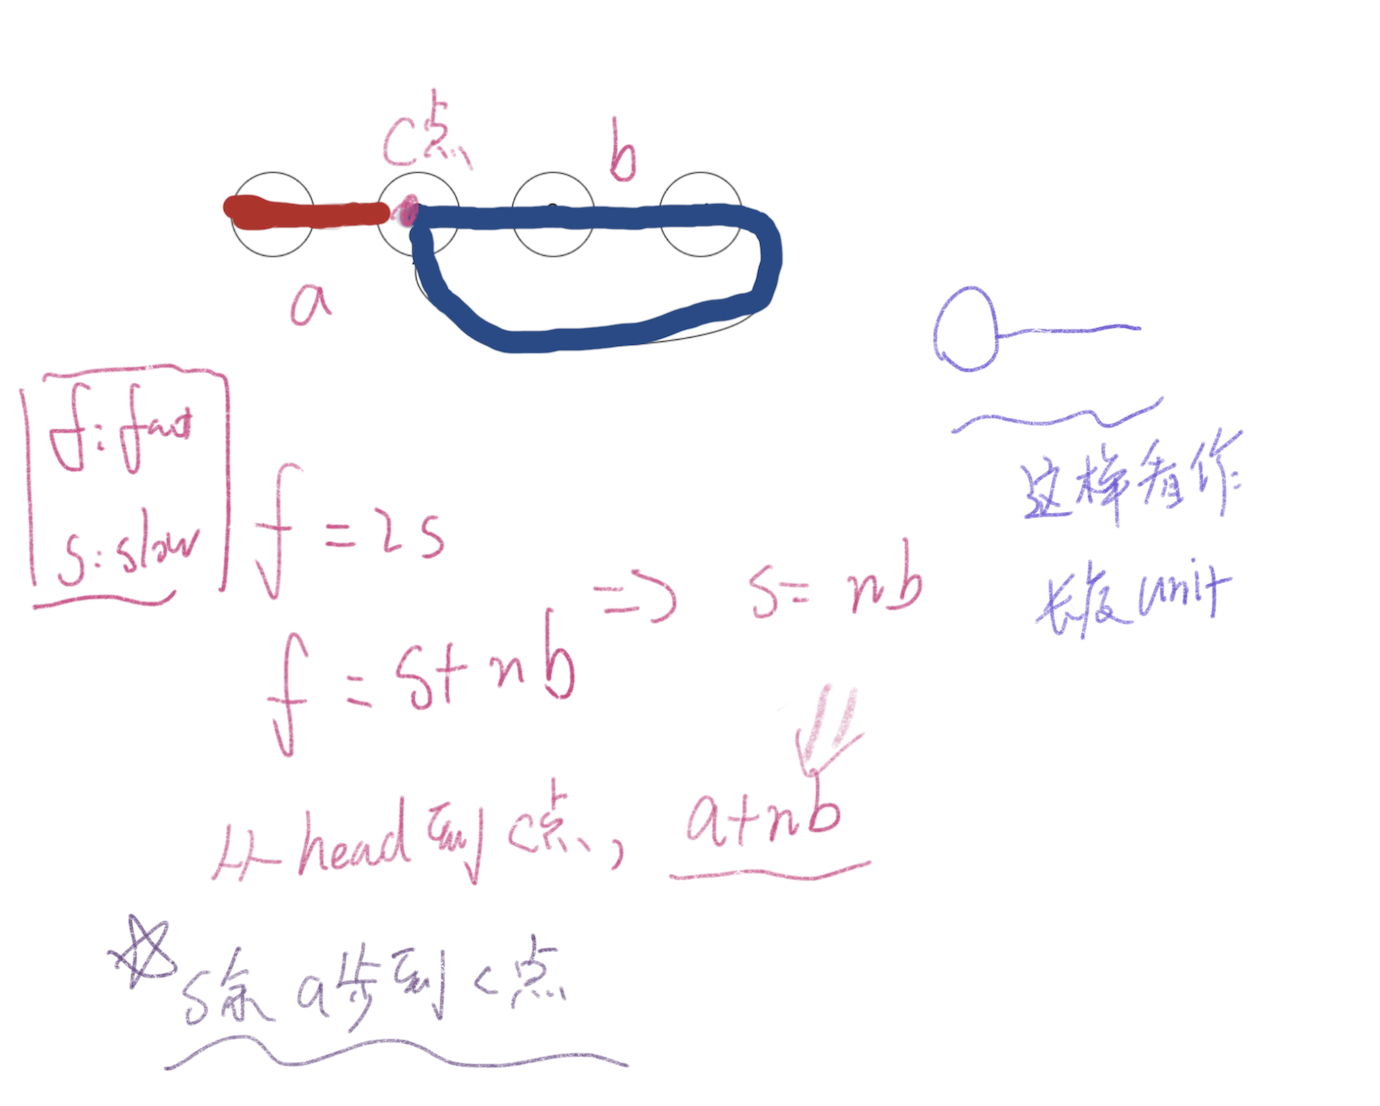 c点
b
a
f: fast
s: slow
f = 2s
f = s + nb
=> s = nb
从head到c点, a+nb
s余a步到c点
这样看作:
长度unit